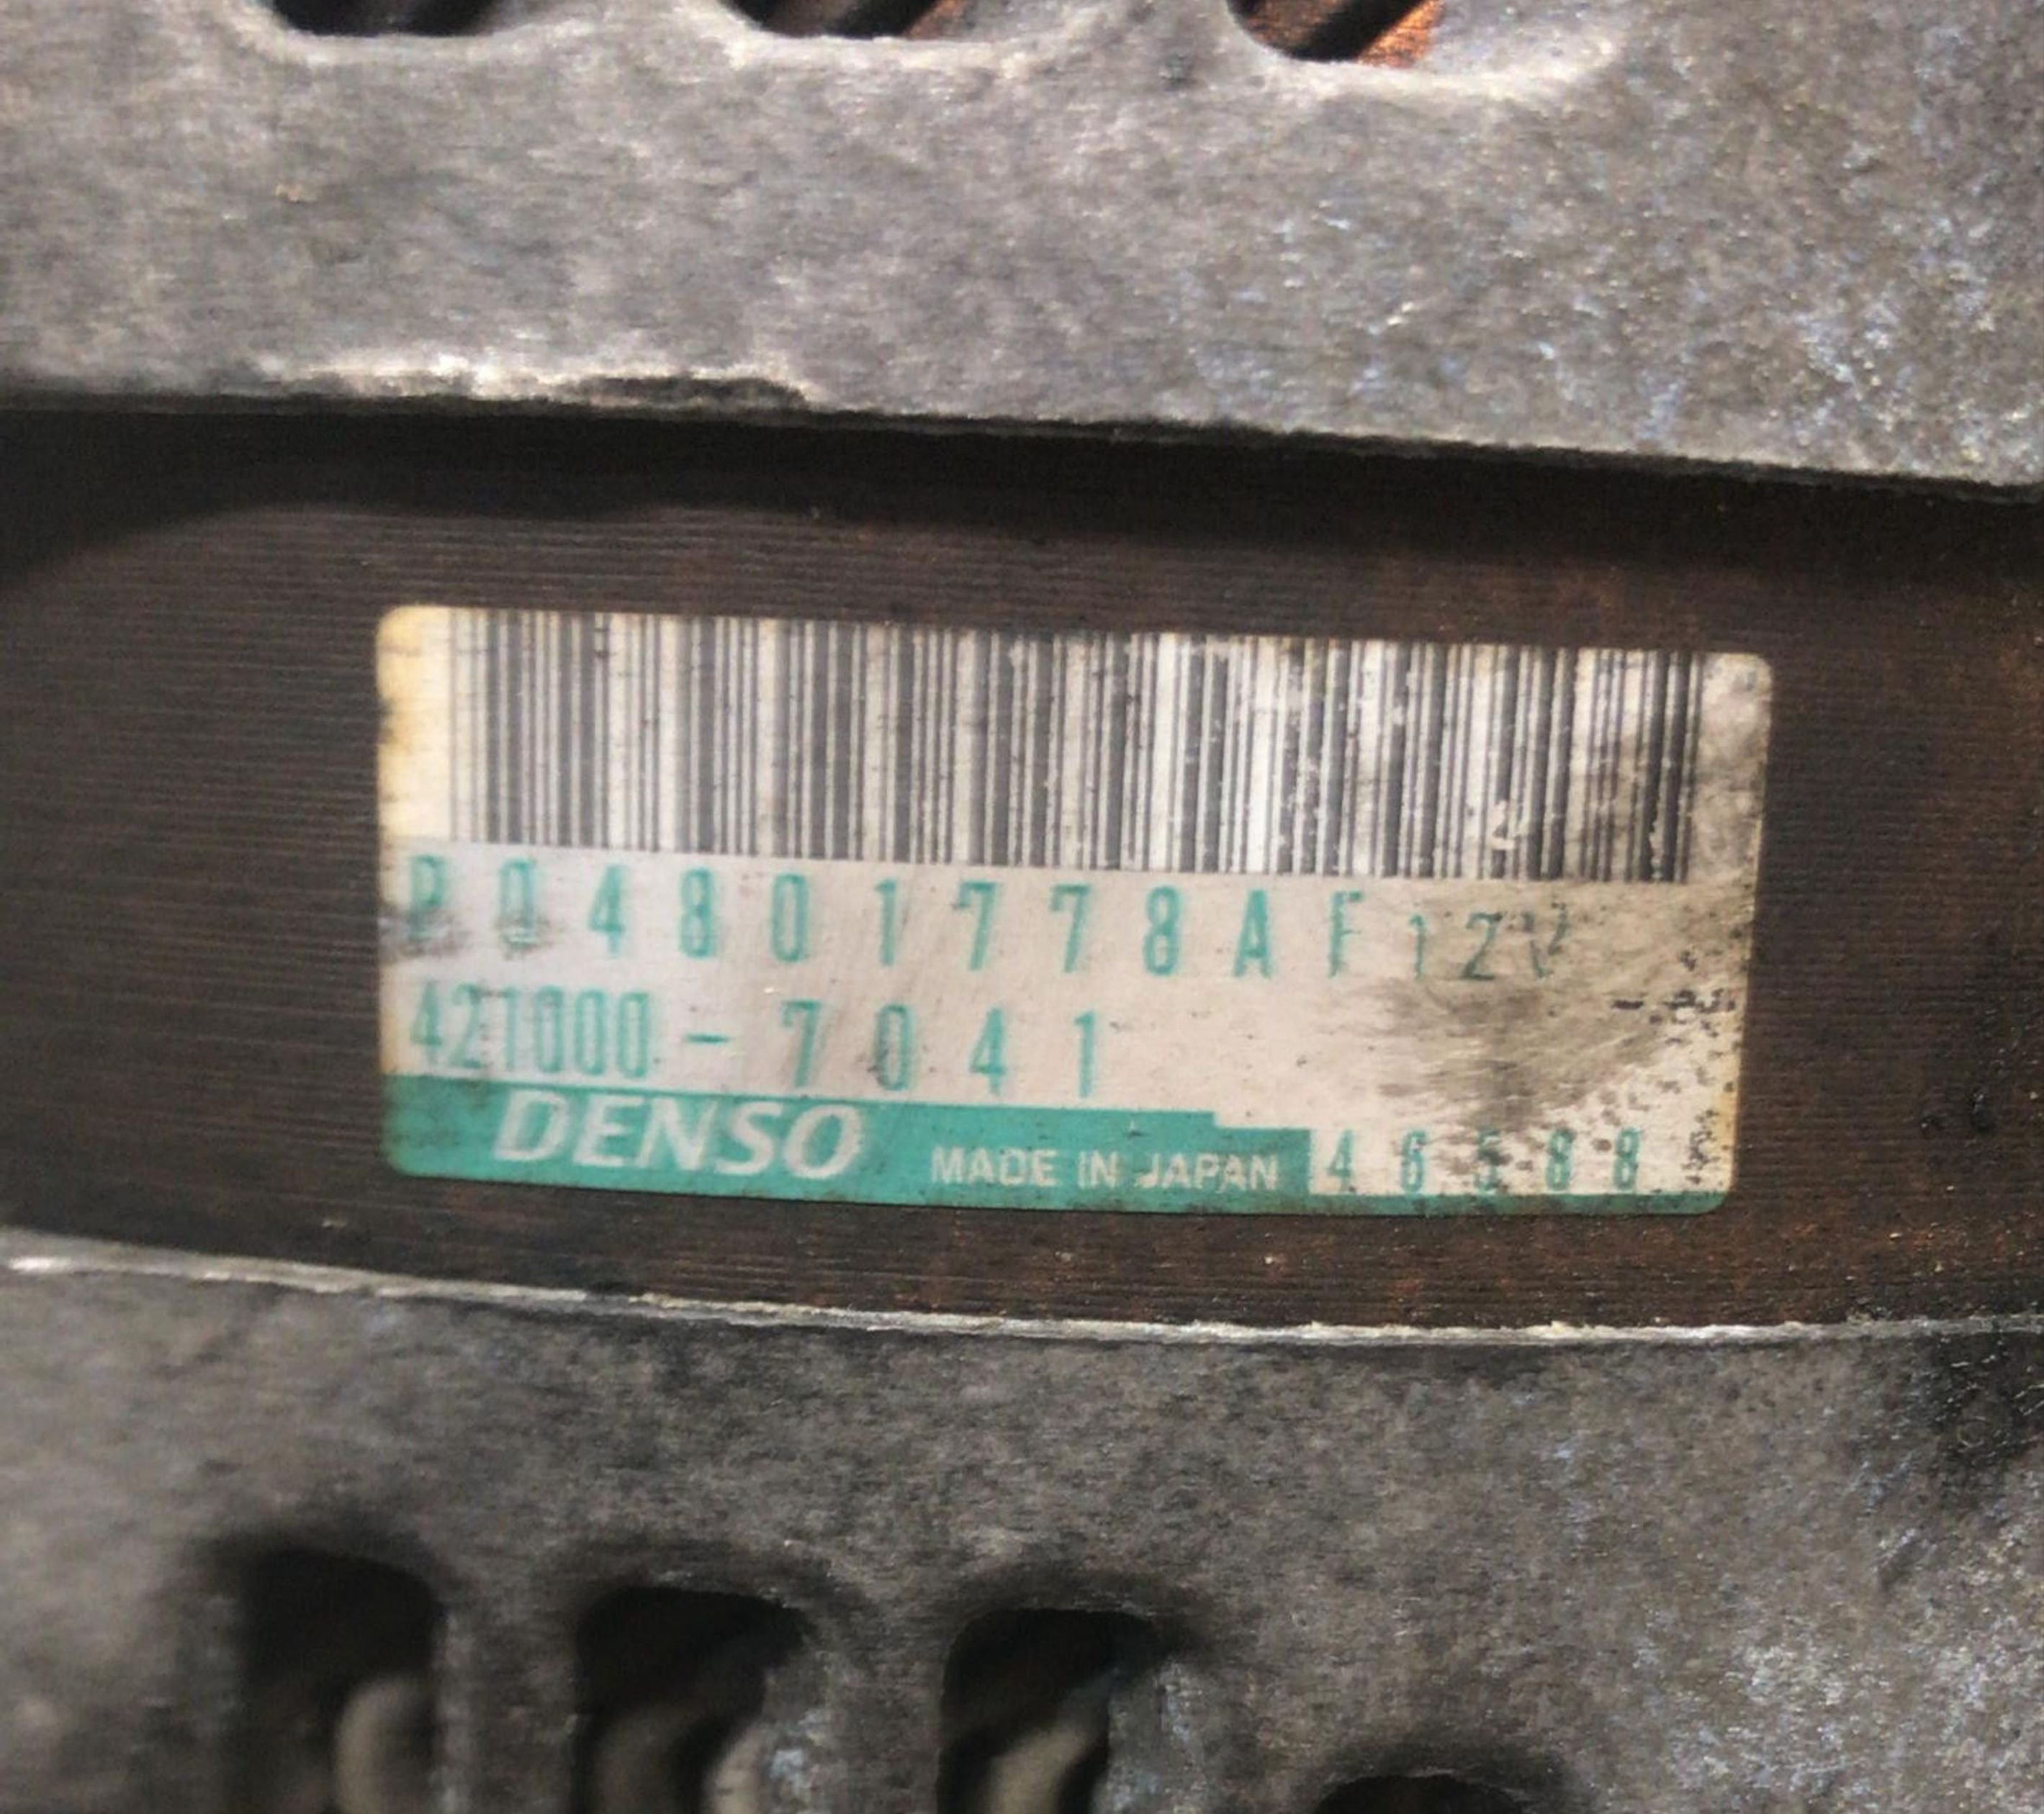 P04801778AF 12V
421000-7041
DENSO MADE IN JAPAN 46588